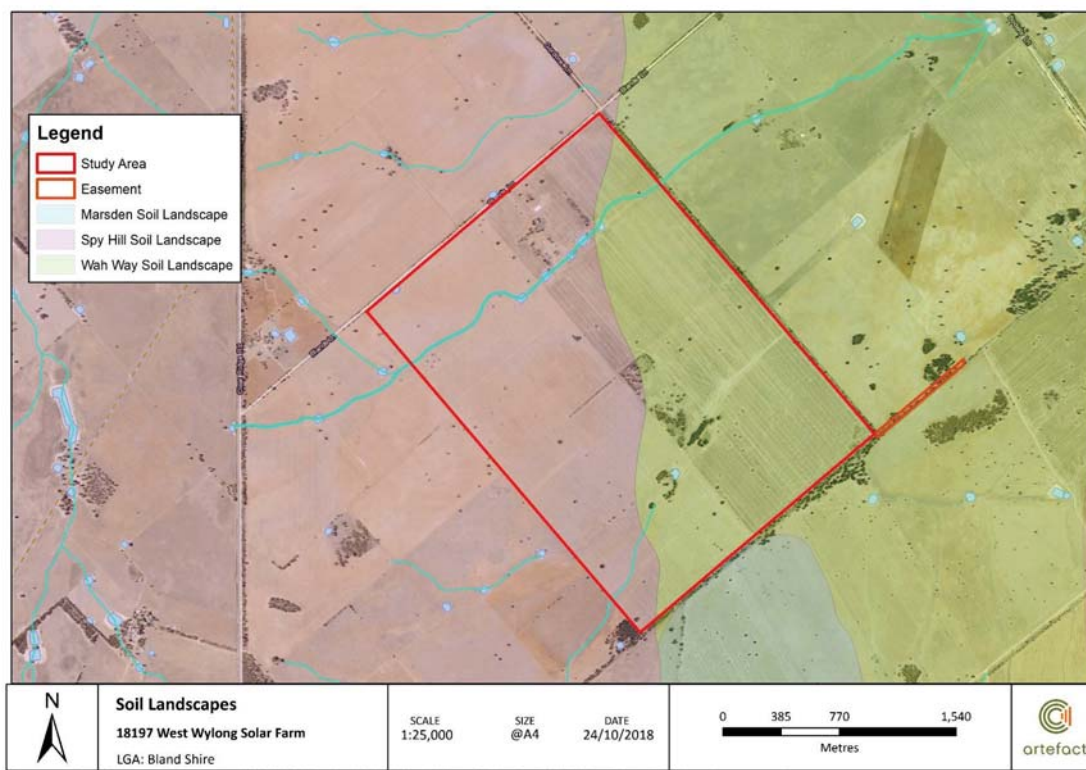 Legend
Study Area
Easement
Marsden Soil Landscape
Spy Hill Soil Landscape
Wah Way Soil Landscape
N
Soil Landscapes
18197 West Wylong Solar Farm
LGA: Bland Shire
SCALE
1:25,000
SIZE
@A4
DATE
24/10/2018
0 385 770 1,540
Metres
artefact